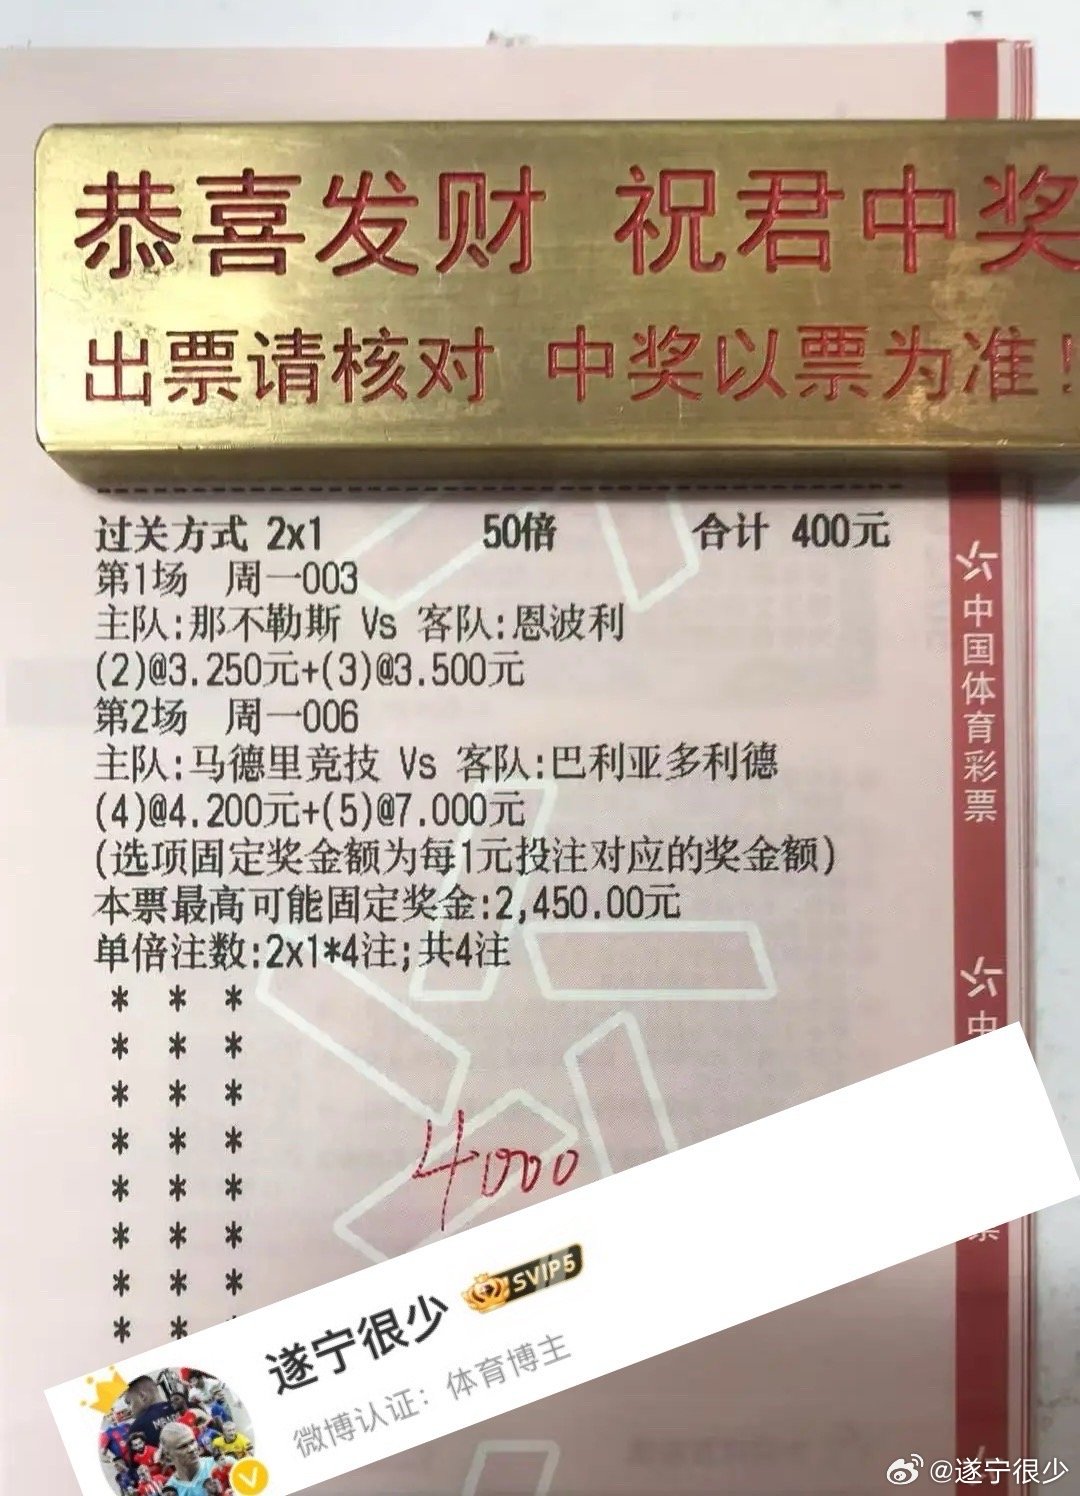 恭喜发财 祝君中奖
出票请核对 中奖以票为准!
过关方式 2x1 50倍 合计 400元
第1场 周一003
主队:那不勒斯 Vs 客队:恩波利
(2)@3.250元+(3)@3.500元
第2场 周一006
主队:马德里竞技 Vs 客队:巴利亚多利德
(4)@4.200元+(5)@7.000元
(选项固定奖金额为每1元投注对应的奖金额)
本票最高可能固定奖金:2,450.00元
单倍注数:2x1*4注;共4注
* * *
* * *
* * *
* * *
* * *
* * *
* * *
* *
4000
中国体育彩票
中
票
遂宁很少 SVIP5
微博认证：体育博主
@遂宁很少